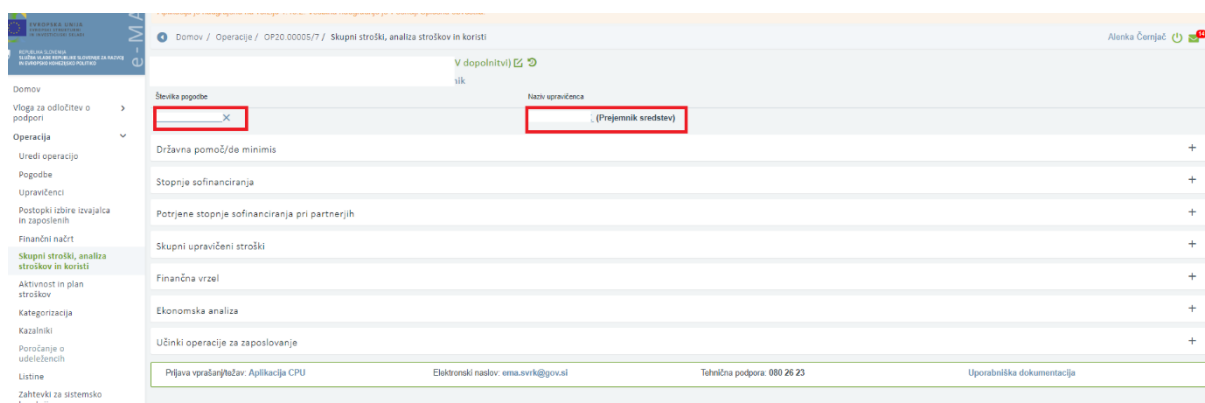 EVROPSKA UNIJA
e-MA
REPUBLIKA SLOVENIJA
SLUŽBA VLADE REPUBLIKE SLOVENIJE ZA RAZVOJ
IN EVROPSKO KOHEZIJSKO POLITIKO
Domov / Operacije / OP20.00005/7 / Skupni stroški, analiza stroškov in koristi
Alenka Černjač
14
V dopolnitvi)
nik
Številka pogodbe
Naziv upravičenca
(Prejemnik sredstev)
Domov
Vloga za odločitev o
podpori
Operacija
Uredi operacijo
Pogodbe
Upravičenci
Postopki izbire izvajalca
in zaposlenih
Finančni načrt
Skupni stroški, analiza
stroškov in koristi
Aktivnost in plan
stroškov
Kategorizacija
Kazalniki
Poročanje o
udeležencih
Listine
Zahtevki za sistemsko
Državna pomoč/de minimis
Stopnje sofinanciranja
Potrjene stopnje sofinanciranja pri partnerjih
Skupni upravičeni stroški
Finančna vrzel
Ekonomska analiza
Učinki operacije za zaposlovanje
Prijava vprašanj/težav: Aplikacija CPU
Elektronski naslov: ema.svrk@gov.si
Tehnična podpora: 080 26 23
Uporabniška dokumentacija